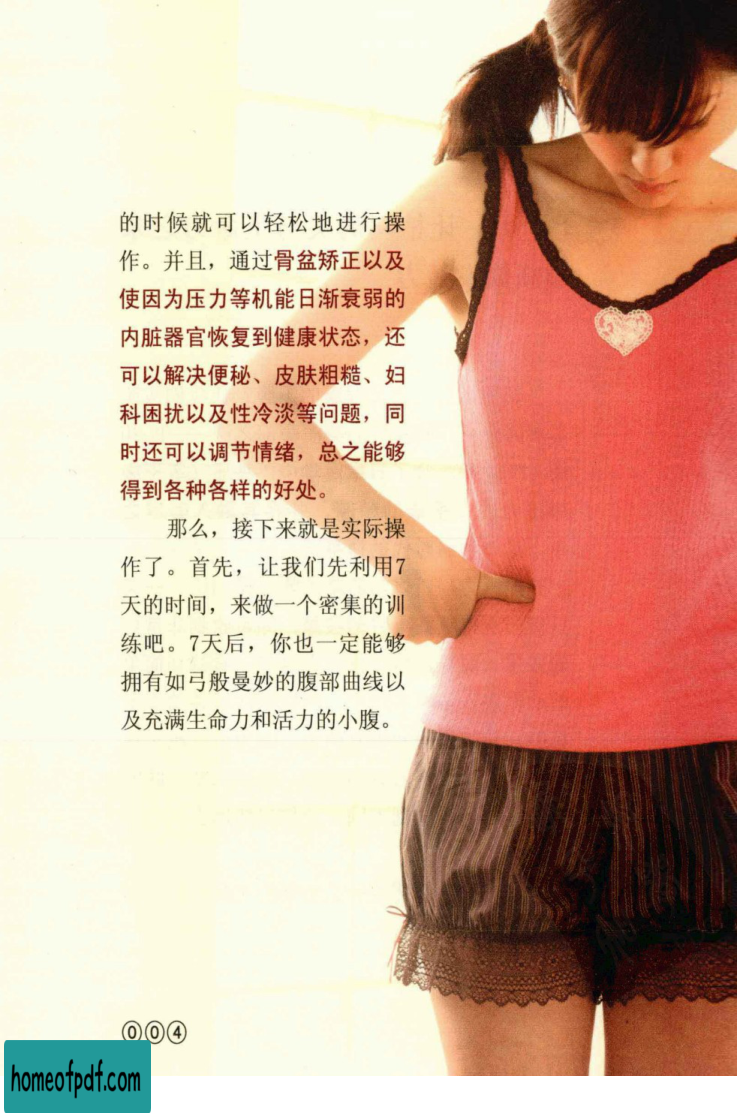 的时候就可以轻松地进行操
作。并且，通过骨盆矫正以及
使因为压力等机能日渐衰弱的
内脏器官恢复到健康状态，还
可以解决便秘、皮肤粗糙、妇
科困扰以及性冷淡等问题，同
时还可以调节情绪，总之能够
得到各种各样的好处。
那么，接下来就是实际操
作了。首先，让我们先利用7
天的时间，来做一个密集的训
练吧。7天后，你也一定能够
拥有如弓般曼妙的腹部曲线以
及充满生命力和活力的小腹。
⓪⓪④
homeofpdf.com